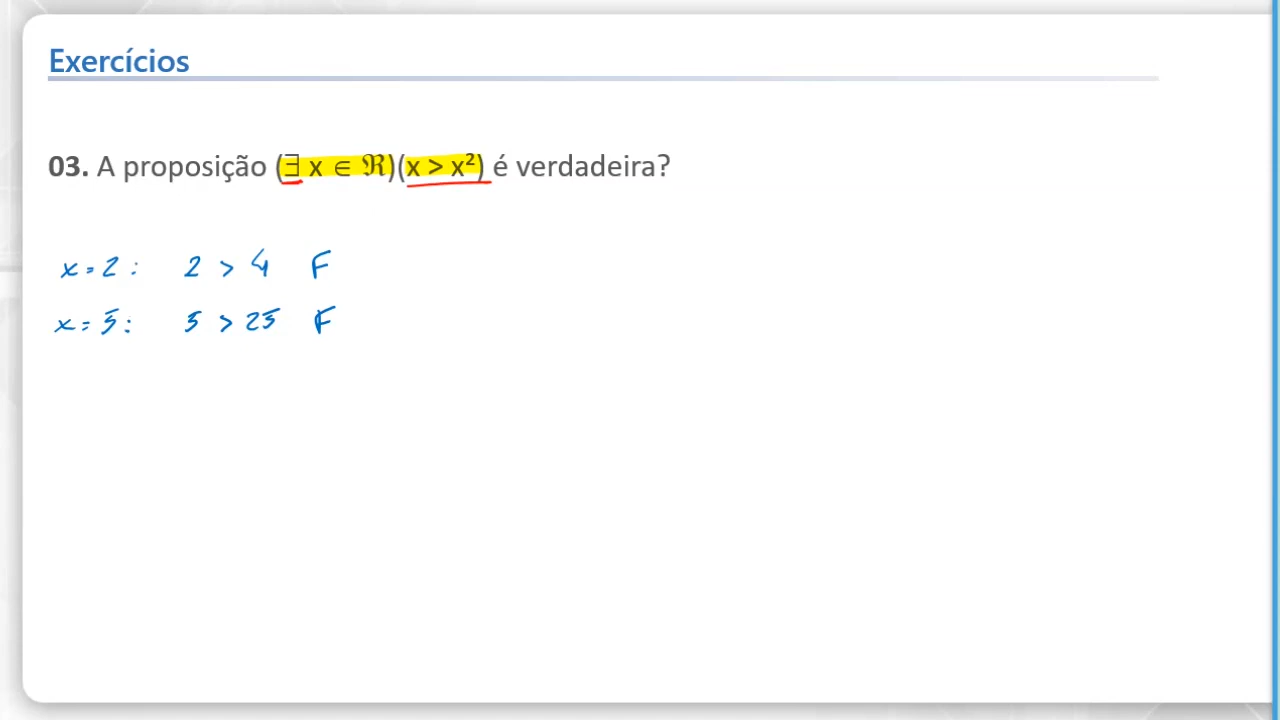 Exercícios
03. A proposição (∃ x ∈ ℜ)(x > x²) é verdadeira?
x = 2 : 2 > 4 F
x = 5 : 5 > 25 F